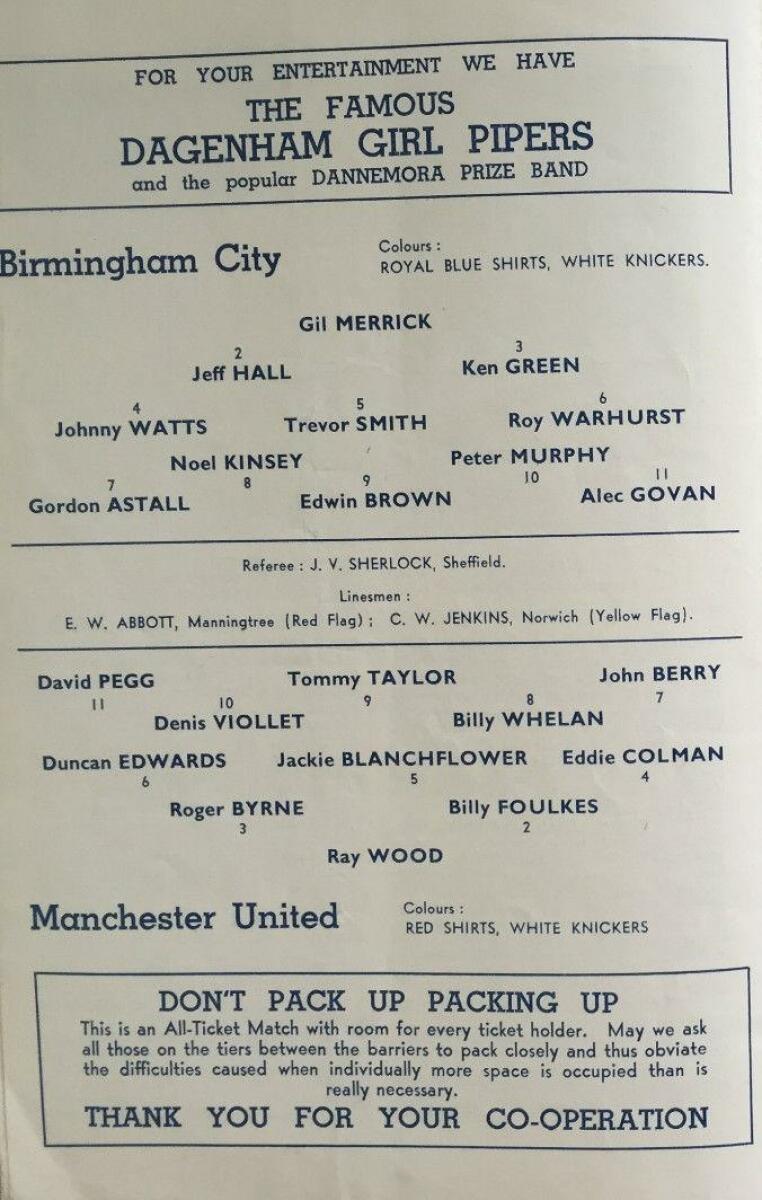 FOR YOUR ENTERTAINMENT WE HAVE
THE FAMOUS
DAGENHAM GIRL PIPERS
and the popular DANNEMORA PRIZE BAND
Birmingham City
Colours :
ROYAL BLUE SHIRTS, WHITE KNICKERS.
Gil MERRICK
2 3
Jeff HALL Ken GREEN
4 5 6
Johnny WATTS Trevor SMITH Roy WARHURST
Noel KINSEY Peter MURPHY
7 8 9 10 11
Gordon ASTALL Edwin BROWN Alec GOVAN
Referee : J. V. SHERLOCK, Sheffield.
Linesmen :
E. W. ABBOTT, Manningtree (Red Flag) ; C. W. JENKINS, Norwich (Yellow Flag).
David PEGG Tommy TAYLOR John BERRY
11 10 9 8 7
Denis VIOLLET Billy WHELAN
Duncan EDWARDS Jackie BLANCHFLOWER Eddie COLMAN
6 5 4
Roger BYRNE Billy FOULKES
3 2
Ray WOOD
Manchester United
Colours :
RED SHIRTS, WHITE KNICKERS
DON'T PACK UP PACKING UP
This is an All-Ticket Match with room for every ticket holder. May we ask
all those on the tiers between the barriers to pack closely and thus obviate
the difficulties caused when individually more space is occupied than is
really necessary.
THANK YOU FOR YOUR CO-OPERATION